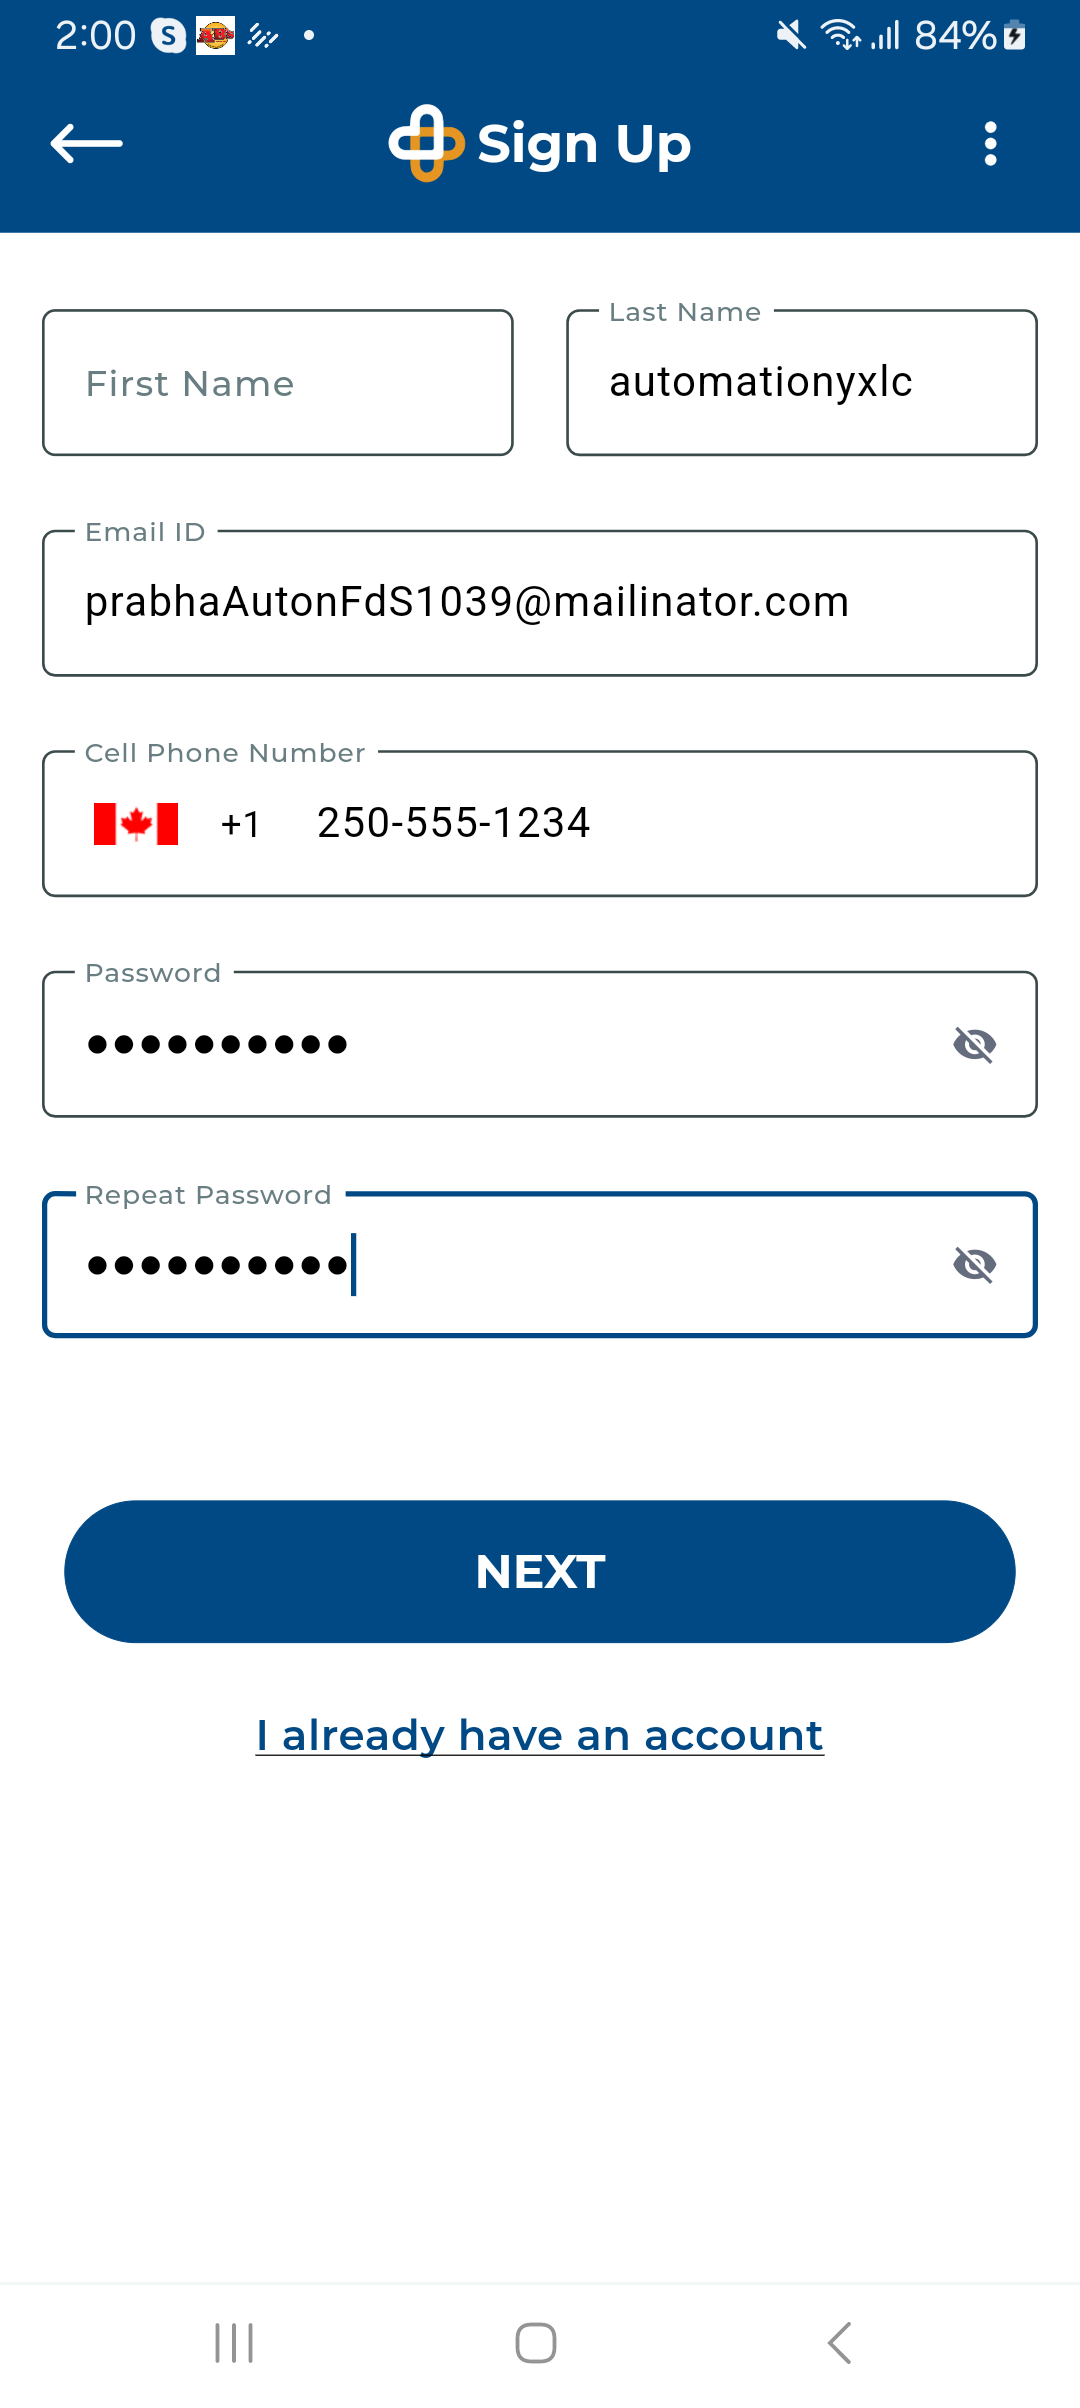 2:00 84%
Sign Up
First Name
Last Name
automationyxlc
Email ID
prabhaAutonFdS1039@mailinator.com
Cell Phone Number
+1 250-555-1234
Password
••••••••••
Repeat Password
••••••••••
NEXT
I already have an account